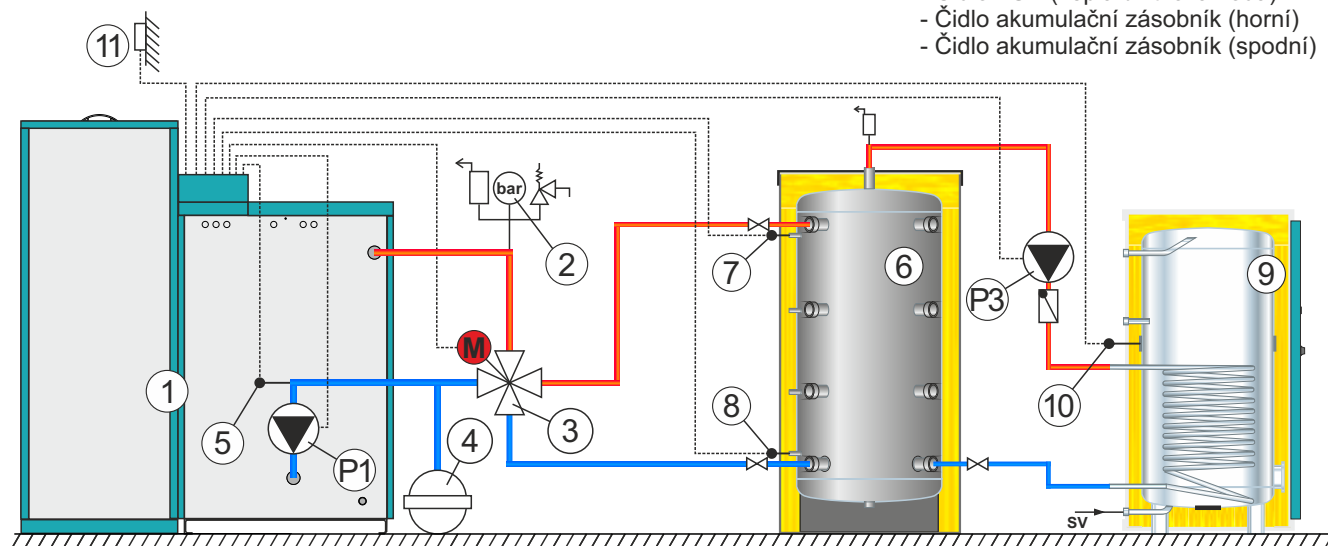 - Čidlo akumulační zásobník (horní)
- Čidlo akumulační zásobník (spodní)
11
bar
2
7
6
P3
9
M
1
10
5
3
8
4
P1
SV